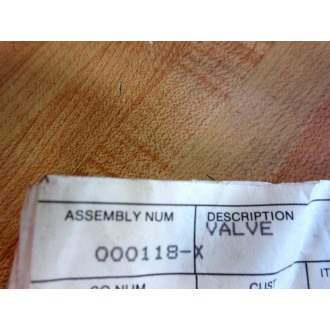 ASSEMBLY NUM DESCRIPTION
VALVE
000118-X